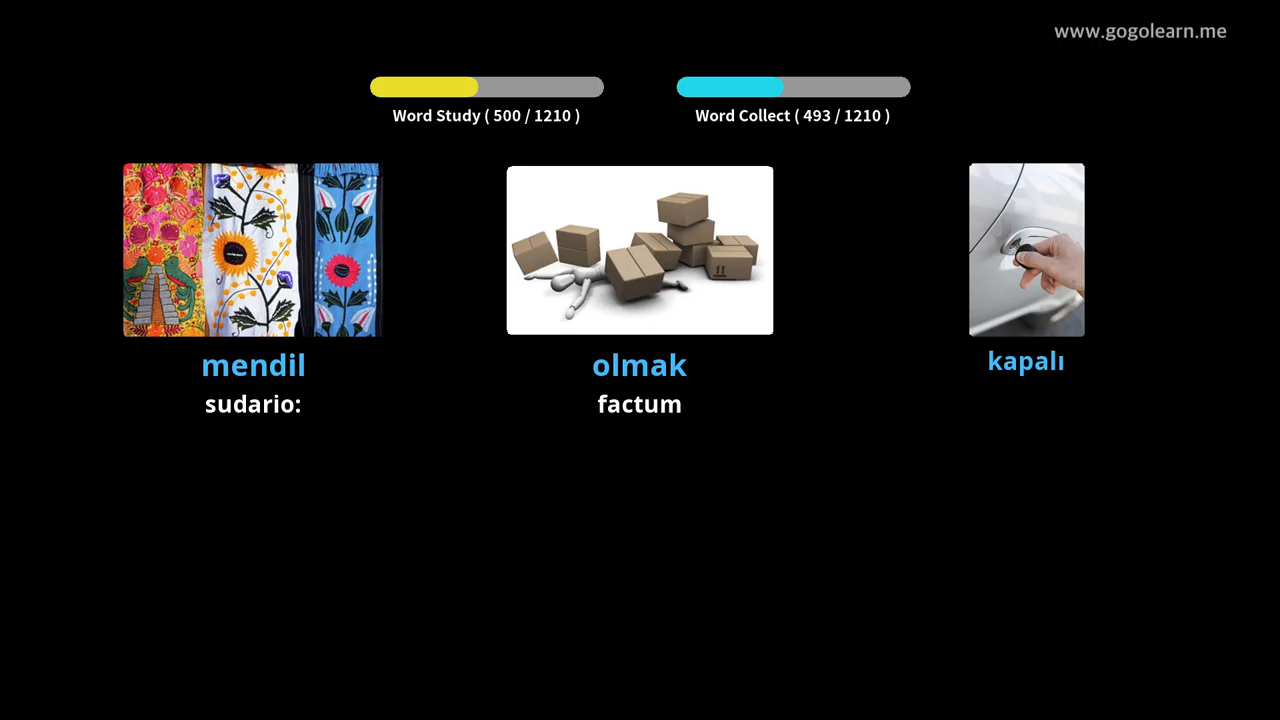 www.gogolearn.me
Word Study ( 500 / 1210 )
Word Collect ( 493 / 1210 )
mendil
sudario:
olmak
factum
kapalı